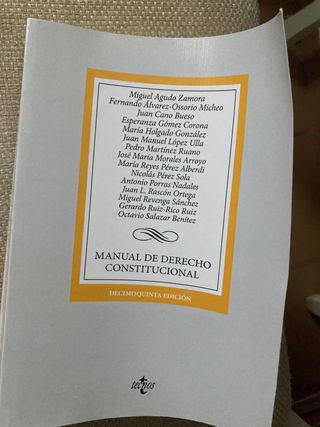 Miguel Agudo Zamora
Fernando Álvarez-Ossorio Micheo
Juan Cano Bueso
Esperanza Gómez Corona
María Holgado González
Juan Manuel López Ulla
Pedro Martínez Ruano
José María Morales Arroyo
María Reyes Pérez Alberdi
Nicolás Pérez Sola
Antonio Porras Nadales
Juan L. Rascón Ortega
Miguel Revenga Sánchez
Gerardo Ruiz-Rico Ruiz
Octavio Salazar Benítez
MANUAL DE DERECHO
CONSTITUCIONAL
DECIMOQUINTA EDICIÓN
tecnos